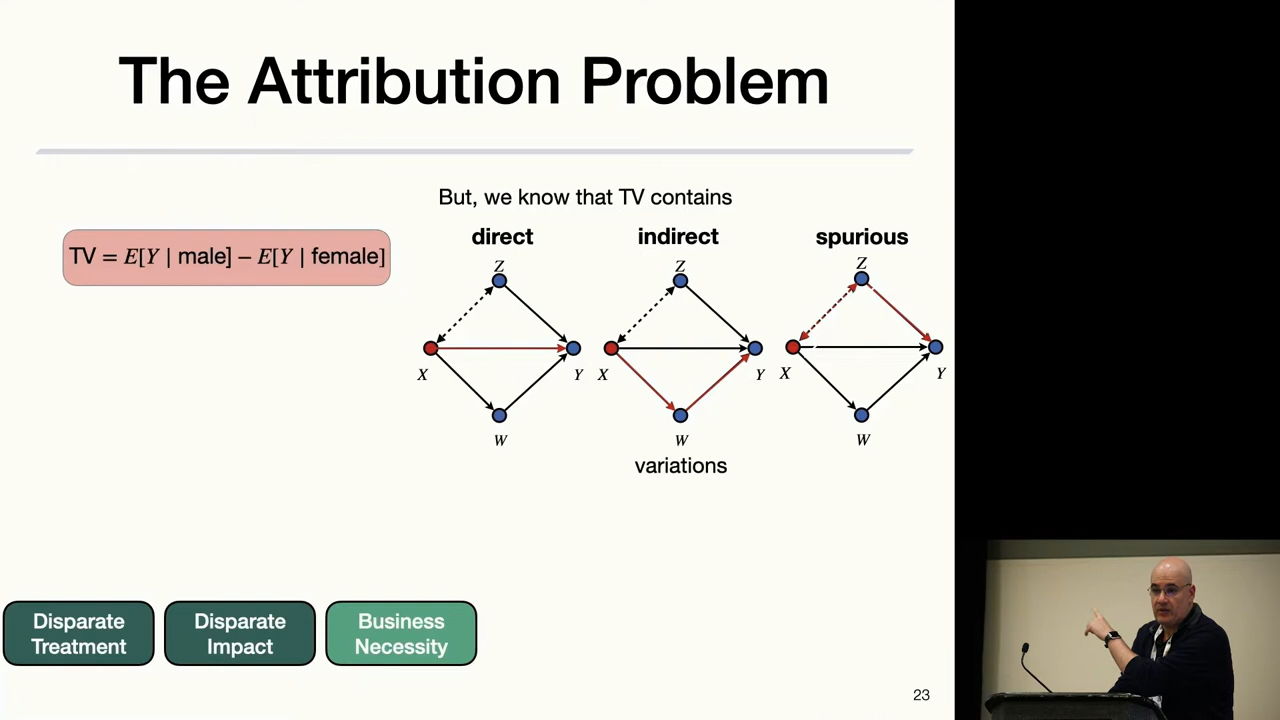 The Attribution Problem
But, we know that TV contains
TV = E[Y | male] − E[Y | female]
direct
indirect
spurious
Z
Z
Z
X
Y
X
Y
X
Y
W
W
W
variations
Disparate
Treatment
Disparate
Impact
Business
Necessity
23